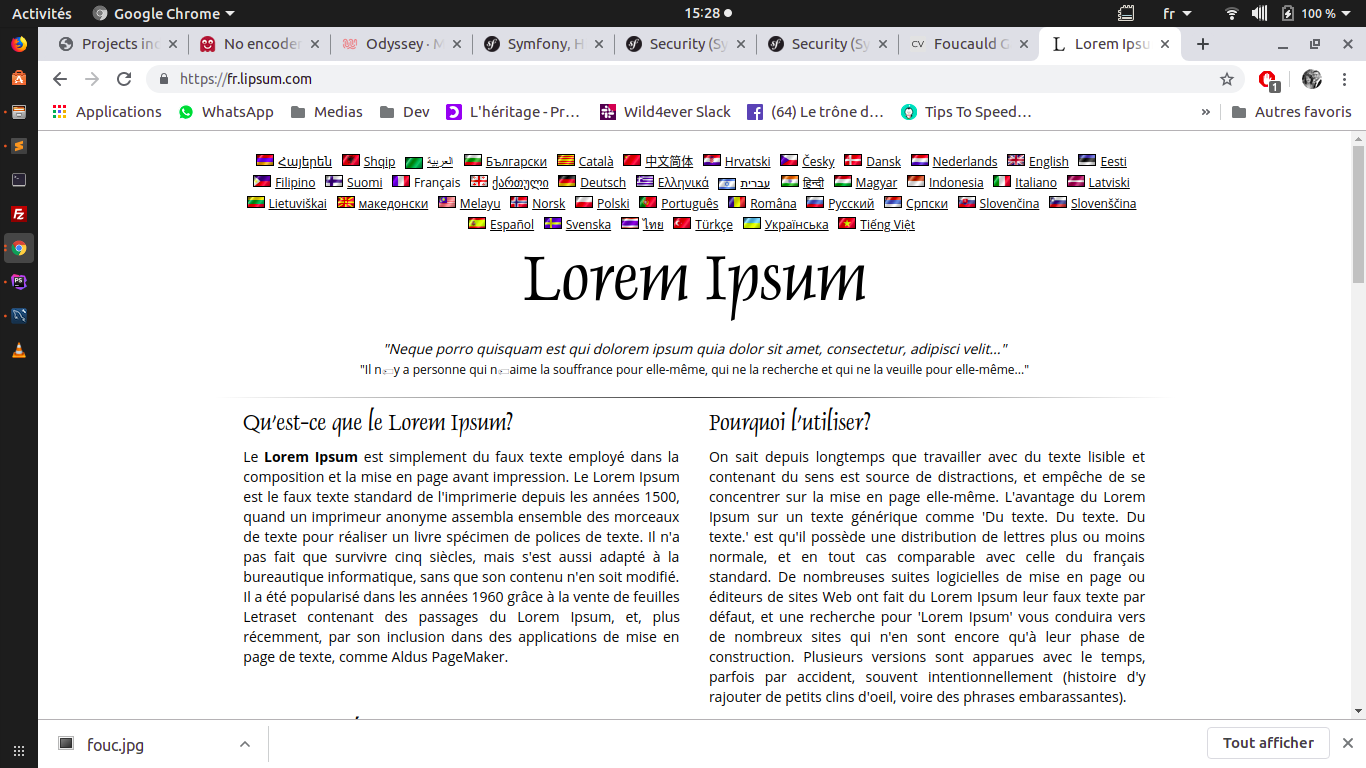 Activités Google Chrome 15:28 fr 100 %
Projects inc No encoder Odyssey · M Symfony, H Security (Sy Security (Sy CV Foucauld G L Lorem Ipsu
https://fr.lipsum.com 1
Applications WhatsApp Medias Dev L'héritage - Pr… Wild4ever Slack (64) Le trône d… Tips To Speed… » Autres favoris
Հայերեն Shqip العربية Български Català 中文简体 Hrvatski Česky Dansk Nederlands English Eesti
Filipino Suomi Français ქართული Deutsch Ελληνικά עברית हिन्दी Magyar Indonesia Italiano Latviski
Lietuviškai македонски Melayu Norsk Polski Português Româna Русский Српски Slovenčina Slovenščina
Español Svenska ไทย Türkçe Українська Tiếng Việt
Lorem Ipsum
"Neque porro quisquam est qui dolorem ipsum quia dolor sit amet, consectetur, adipisci velit..."
"Il n y a personne qui n aime la souffrance pour elle-même, qui ne la recherche et qui ne la veuille pour elle-même..."
Qu'est-ce que le Lorem Ipsum?
Le Lorem Ipsum est simplement du faux texte employé dans la
composition et la mise en page avant impression. Le Lorem Ipsum
est le faux texte standard de l'imprimerie depuis les années 1500,
quand un imprimeur anonyme assembla ensemble des morceaux
de texte pour réaliser un livre spécimen de polices de texte. Il n'a
pas fait que survivre cinq siècles, mais s'est aussi adapté à la
bureautique informatique, sans que son contenu n'en soit modifié.
Il a été popularisé dans les années 1960 grâce à la vente de feuilles
Letraset contenant des passages du Lorem Ipsum, et, plus
récemment, par son inclusion dans des applications de mise en
page de texte, comme Aldus PageMaker.
Pourquoi l'utiliser?
On sait depuis longtemps que travailler avec du texte lisible et
contenant du sens est source de distractions, et empêche de se
concentrer sur la mise en page elle-même. L'avantage du Lorem
Ipsum sur un texte générique comme 'Du texte. Du texte. Du
texte.' est qu'il possède une distribution de lettres plus ou moins
normale, et en tout cas comparable avec celle du français
standard. De nombreuses suites logicielles de mise en page ou
éditeurs de sites Web ont fait du Lorem Ipsum leur faux texte par
défaut, et une recherche pour 'Lorem Ipsum' vous conduira vers
de nombreux sites qui n'en sont encore qu'à leur phase de
construction. Plusieurs versions sont apparues avec le temps,
parfois par accident, souvent intentionnellement (histoire d'y
rajouter de petits clins d'oeil, voire des phrases embarassantes).
fouc.jpg Tout afficher